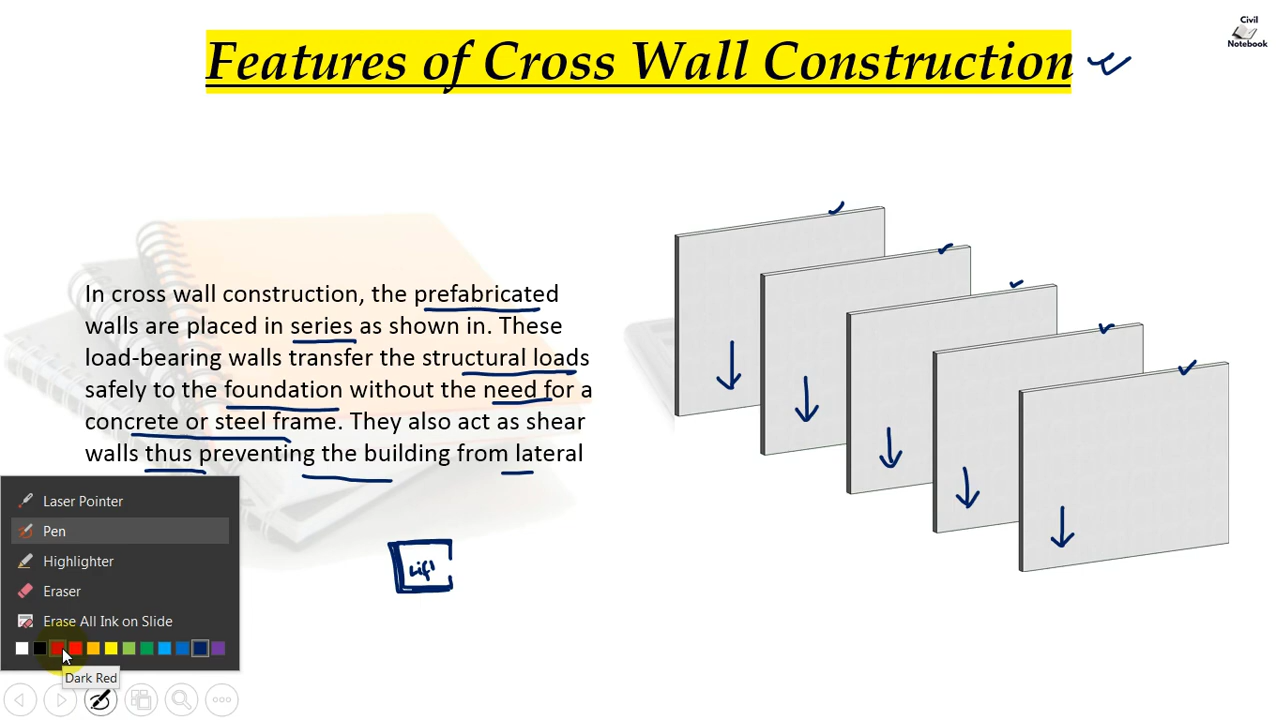 Civil
Notebook
Features of Cross Wall Construction
In cross wall construction, the prefabricated
walls are placed in series as shown in. These
load-bearing walls transfer the structural loads
safely to the foundation without the need for a
concrete or steel frame. They also act as shear
walls thus preventing the building from lateral
Laser Pointer
Pen
Highlighter
Eraser
Erase All Ink on Slide
Dark Red